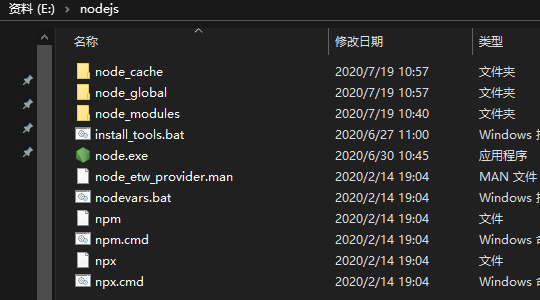 资料 (E:) › nodejs
名称 修改日期 类型
node_cache 2020/7/19 10:57 文件夹
node_global 2020/7/19 10:57 文件夹
node_modules 2020/7/19 10:40 文件夹
install_tools.bat 2020/6/27 11:00 Windows
node.exe 2020/6/30 10:45 应用程序
node_etw_provider.man 2020/2/14 19:04 MAN 文件
nodevars.bat 2020/2/14 19:04 Windows
npm 2020/2/14 19:04 文件
npm.cmd 2020/2/14 19:04 Windows
npx 2020/2/14 19:04 文件
npx.cmd 2020/2/14 19:04 Windows